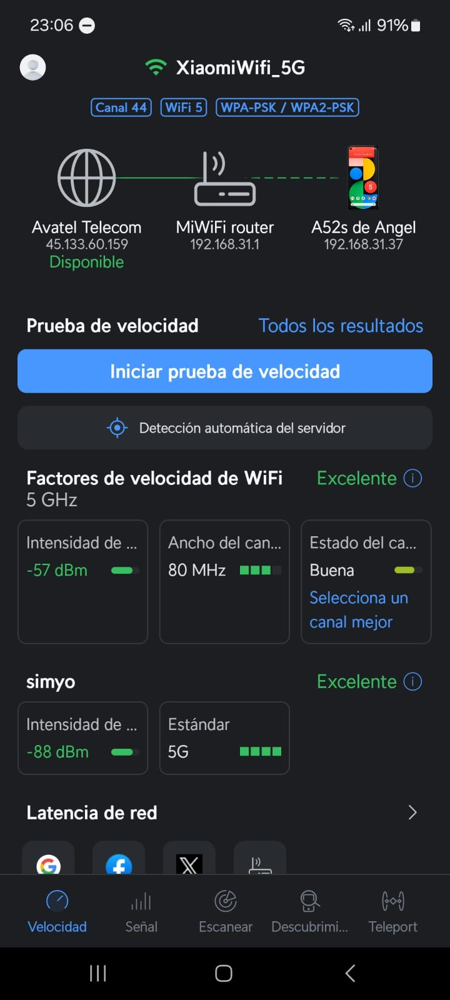 23:06 91%
XiaomiWifi_5G
Canal 44 WiFi 5 WPA-PSK / WPA2-PSK
5
Avatel Telecom MiWiFi router A52s de Angel
45.133.60.159 192.168.31.1 192.168.31.37
Disponible
Prueba de velocidad Todos los resultados
Iniciar prueba de velocidad
Detección automática del servidor
Factores de velocidad de WiFi Excelente
5 GHz
Intensidad de ... Ancho del can... Estado del ca...
-57 dBm 80 MHz Buena
Selecciona un
canal mejor
simyo Excelente
Intensidad de ... Estándar
-88 dBm 5G
Latencia de red
Velocidad Señal Escanear Descubrimi... Teleport